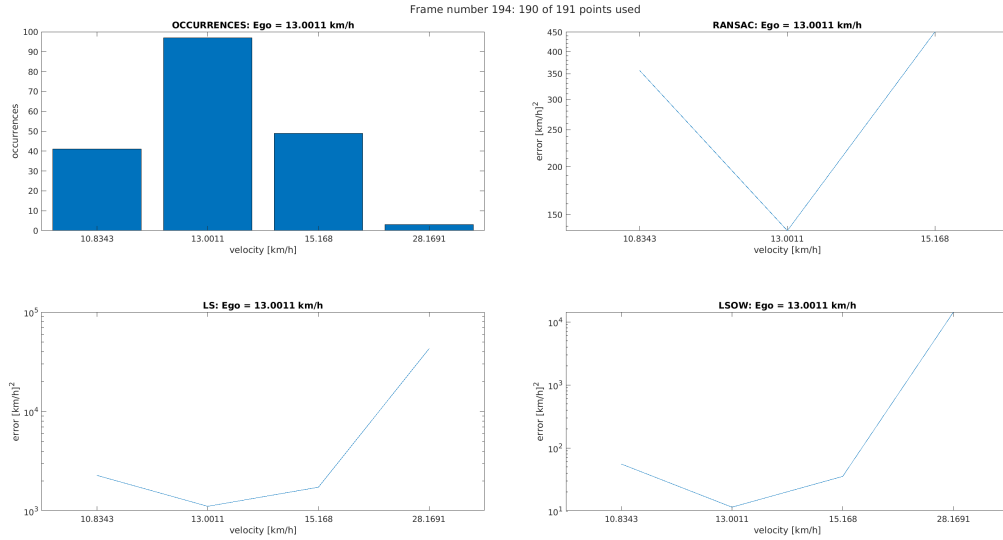 Frame number 194: 190 of 191 points used
OCCURRENCES: Ego = 13.0011 km/h
100
90
80
70
60
50
40
30
20
10
0
occurrences
10.8343 13.0011 15.168 28.1691
velocity [km/h]
RANSAC: Ego = 13.0011 km/h
450
400
350
300
250
200
150
error [km/h]²
10.8343 13.0011 15.168
velocity [km/h]
LS: Ego = 13.0011 km/h
10⁵
10⁴
10³
error [km/h]²
10.8343 13.0011 15.168 28.1691
velocity [km/h]
LSOW: Ego = 13.0011 km/h
10⁴
10³
10²
10¹
error [km/h]²
10.8343 13.0011 15.168 28.1691
velocity [km/h]